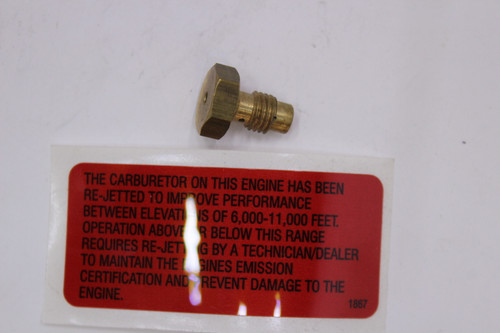 THE CARBURETOR ON THIS ENGINE HAS BEEN
RE-JETTED TO IMPROVE PERFORMANCE
BETWEEN ELEVATIONS OF 6,000-11,000 FEET.
OPERATION ABOVE OR BELOW THIS RANGE
REQUIRES RE-JETTING BY A TECHNICIAN/DEALER
TO MAINTAIN THE ENGINES EMISSION
CERTIFICATION AND PREVENT DAMAGE TO THE
ENGINE.
1867